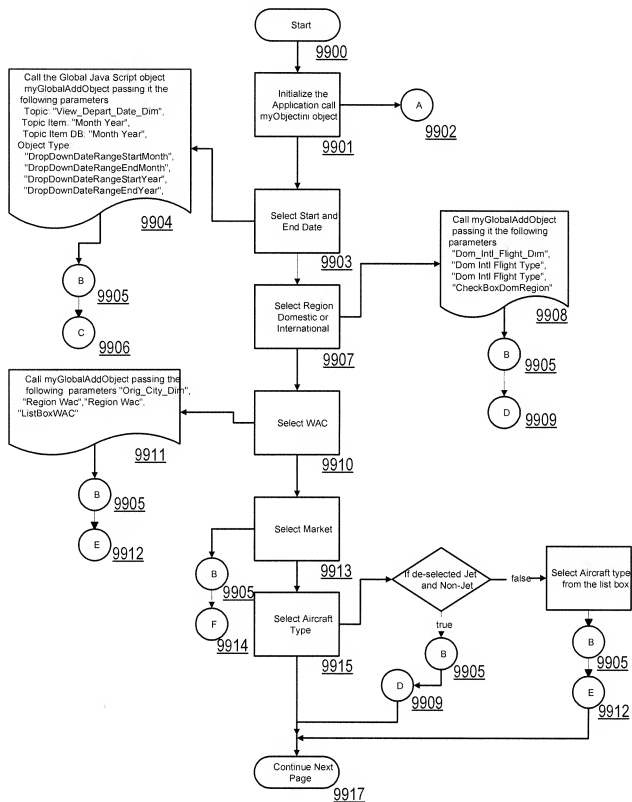 Start
9900
Initialize the
Application call
myObjectini object
9901
A
9902
Call the Global Java Script object
myGlobalAddObject passing it the
following parameters
Topic: "View_Depart_Date_Dim",
Topic Item: "Month Year",
Topic Item DB: "Month Year",
Object Type:
"DropDownDateRangeStartMonth",
"DropDownDateRangeEndMonth",
"DropDownDateRangeStartYear",
"DropDownDateRangeEndYear",
9904
B
9905
C
9906
Select Start and
End Date
9903
Call myGlobalAddObject
passing it the following
parameters
"Dom_Intl_Flight_Dim",
"Dom Intl Flight Type",
"Dom Intl Flight Type",
"CheckBoxDomRegion"
9908
B
9905
D
9909
Select Region
Domestic or
International
9907
Call myGlobalAddObject passing the
following parameters "Orig_City_Dim",
"Region Wac","Region Wac",
"ListBoxWAC"
9911
B
9905
E
9912
Select WAC
9910
Select Market
9913
B
9905
F
9914
Select Aircraft
Type
9915
If de-selected Jet
and Non-Jet
false
true
B
9905
D
9909
Select Aircraft type
from the list box
B
9905
E
9912
Continue Next
Page
9917